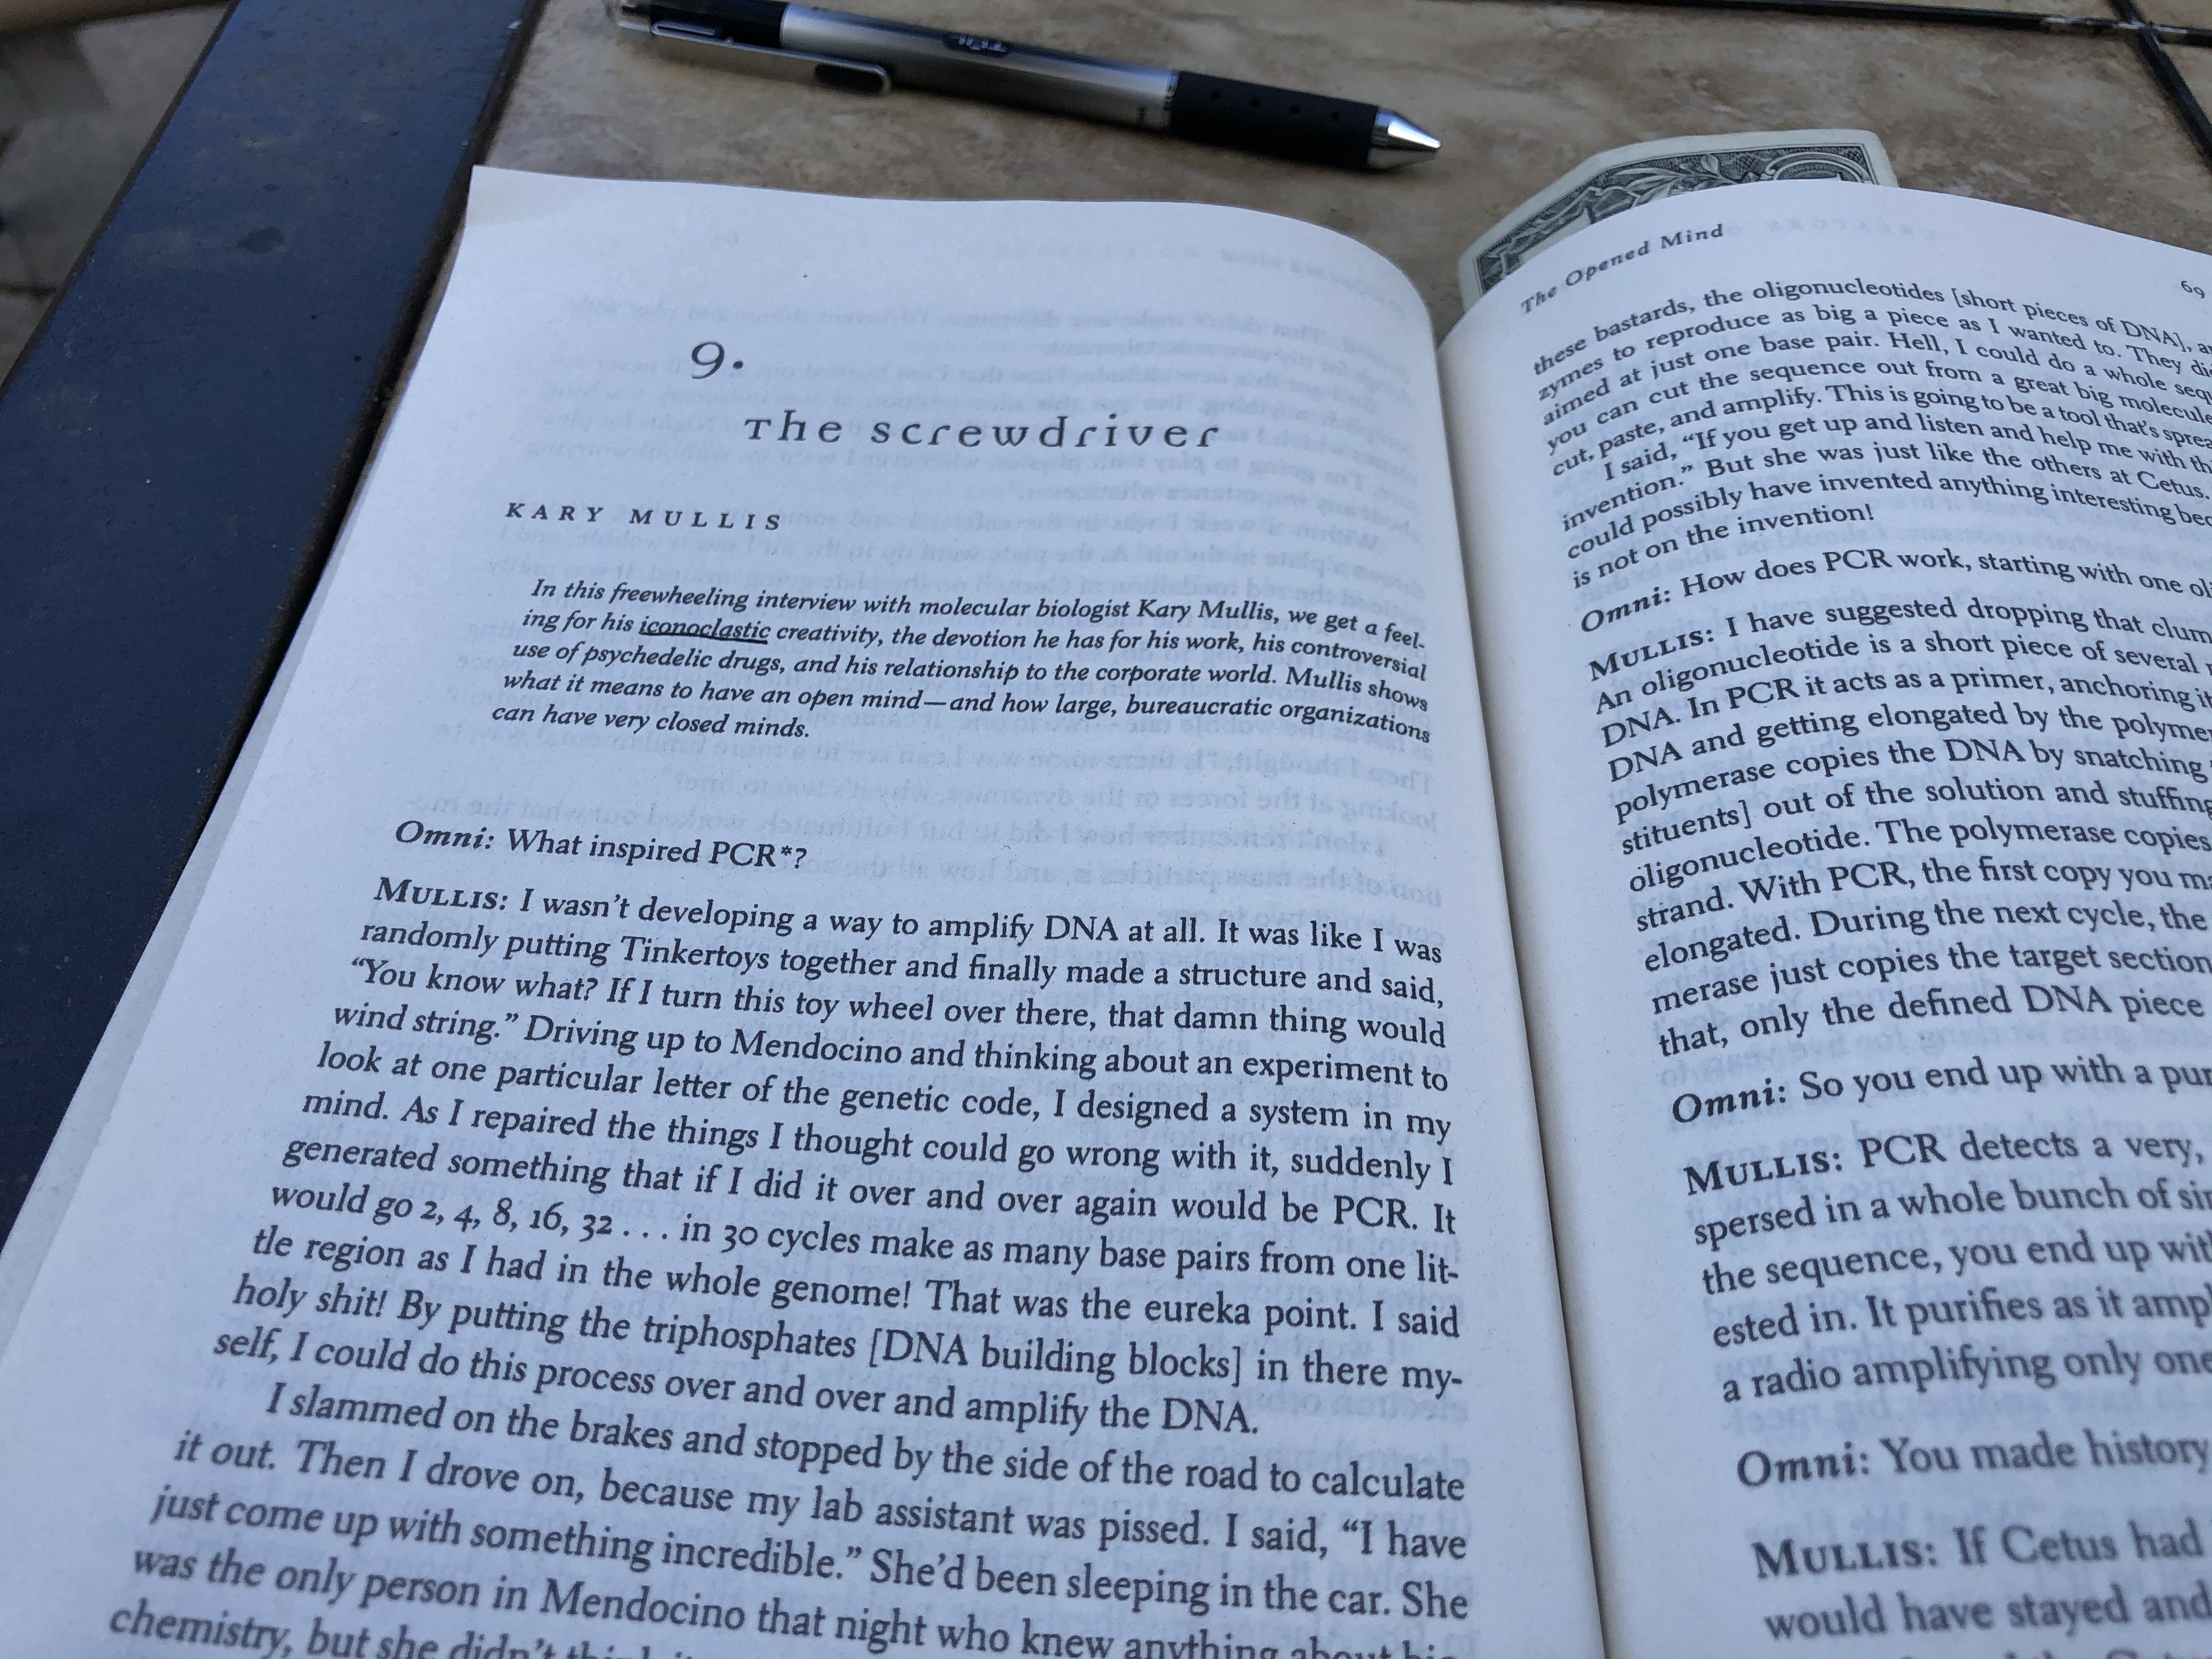 9.
The screwdriver
KARY MULLIS
In this freewheeling interview with molecular biologist Kary Mullis, we get a feel-
ing for his iconoclastic creativity, the devotion he has for his work, his controversial
use of psychedelic drugs, and his relationship to the corporate world. Mullis shows
what it means to have an open mind—and how large, bureaucratic organizations
can have very closed minds.
Omni: What inspired PCR*?
MULLIS: I wasn't developing a way to amplify DNA at all. It was like I was
randomly putting Tinkertoys together and finally made a structure and said,
“You know what? If I turn this toy wheel over there, that damn thing would
wind string.” Driving up to Mendocino and thinking about an experiment to
look at one particular letter of the genetic code, I designed a system in my
mind. As I repaired the things I thought could go wrong with it, suddenly I
generated something that if I did it over and over again would be PCR. It
would go 2, 4, 8, 16, 32 . . . in 30 cycles make as many base pairs from one lit-
tle region as I had in the whole genome! That was the eureka point. I said
holy shit! By putting the triphosphates [DNA building blocks] in there my-
self, I could do this process over and over and amplify the DNA.
I slammed on the brakes and stopped by the side of the road to calculate
it out. Then I drove on, because my lab assistant was pissed. I said, “I have
just come up with something incredible.” She'd been sleeping in the car. She
was the only person in Mendocino that night who knew anything about
chemistry, but she didn't
The Opened Mind 69
these bastards, the oligonucleotides [short pieces of DNA],
zymes to reproduce as big a piece as I wanted to. They
aimed at just one base pair. Hell, I could do a whole
you can cut the sequence out from a great big
cut, paste, and amplify. This is going to be a tool that's
I said, “If you get up and listen and help me with
invention.” But she was just like the others at Cetus.
could possibly have invented anything interesting
is not on the invention!
Omni: How does PCR work, starting with one
MULLIS: I have suggested dropping that
An oligonucleotide is a short piece of several
DNA. In PCR it acts as a primer, anchoring
DNA and getting elongated by the
polymerase copies the DNA by snatching
stituents] out of the solution and
oligonucleotide. The polymerase copies
strand. With PCR, the first copy you
elongated. During the next cycle, the
merase just copies the target section
that, only the defined DNA piece
Omni: So you end up with a
MULLIS: PCR detects a very,
spersed in a whole bunch of
the sequence, you end up
ested in. It purifies as it
a radio amplifying only
Omni: You made history
MULLIS: If Cetus had
would have stayed and